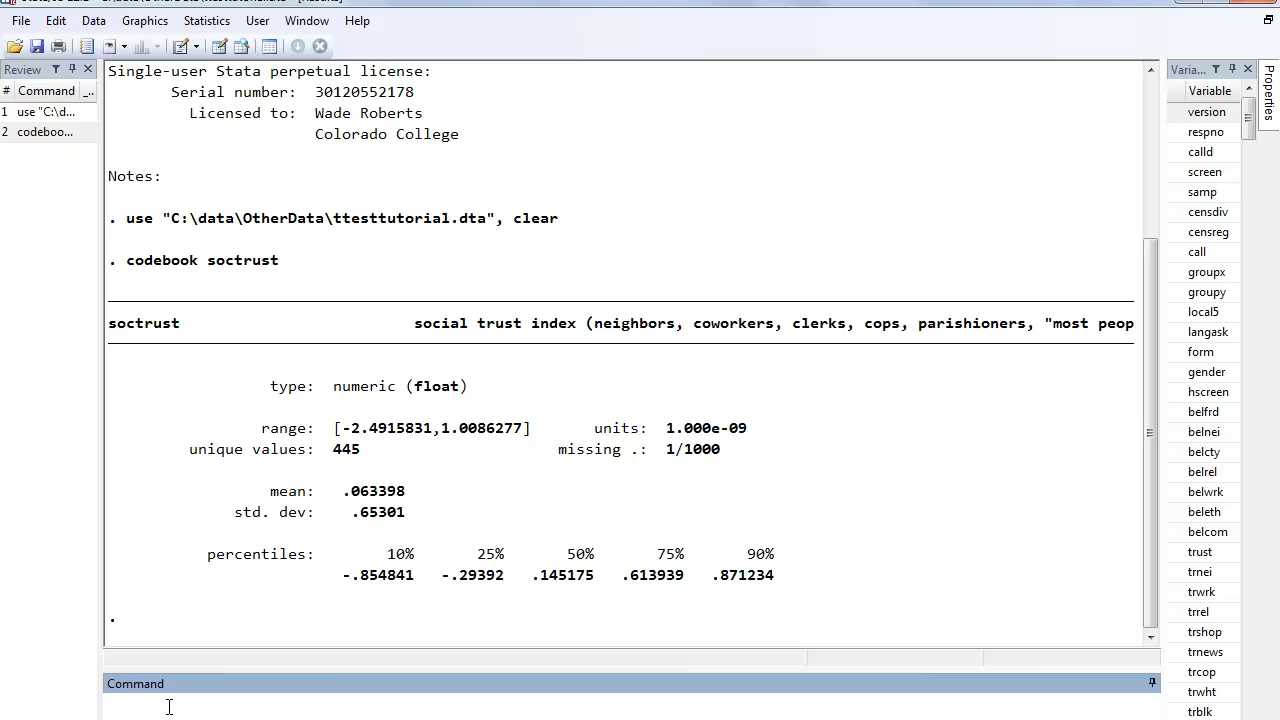 File Edit Data Graphics Statistics User Window Help
Review
# Command _..
1 use "C:\d...
2 codeboo...
Single-user Stata perpetual license:
Serial number: 30120552178
Licensed to: Wade Roberts
Colorado College
Notes:
. use "C:\data\OtherData\ttesttutorial.dta", clear
. codebook soctrust
soctrust social trust index (neighbors, coworkers, clerks, cops, parishioners, "most peop
type: numeric (float)
range: [-2.4915831,1.0086277] units: 1.000e-09
unique values: 445 missing .: 1/1000
mean: .063398
std. dev: .65301
percentiles: 10% 25% 50% 75% 90%
-.854841 -.29392 .145175 .613939 .871234
.
Command
Varia...
Variable
version
respno
calld
screen
samp
censdiv
censreg
call
groupx
groupy
local5
langask
form
gender
hscreen
belfrd
belnei
belcty
belrel
belwrk
beleth
belcom
trust
trnei
trwrk
trrel
trshop
trnews
trcop
trwht
trblk
Properties